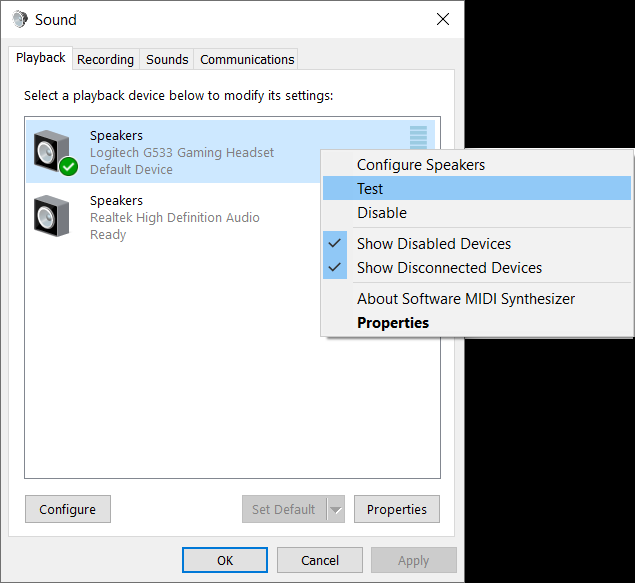 Sound
Playback
Recording
Sounds
Communications
Select a playback device below to modify its settings:
Speakers
Logitech G533 Gaming Headset
Default Device
Speakers
Realtek High Definition Audio
Ready
Configure Speakers
Test
Disable
Show Disabled Devices
Show Disconnected Devices
About Software MIDI Synthesizer
Properties
Configure
Set Default
Properties
OK
Cancel
Apply